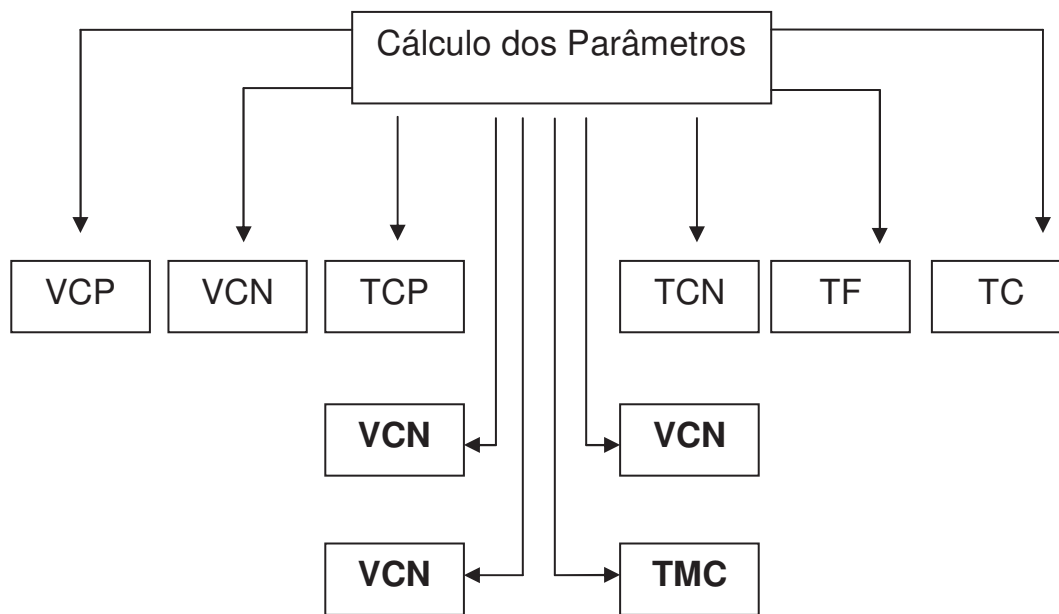 Cálculo dos Parâmetros
VCP
VCN
TCP
TCN
TF
TC
VCN
VCN
VCN
TMC